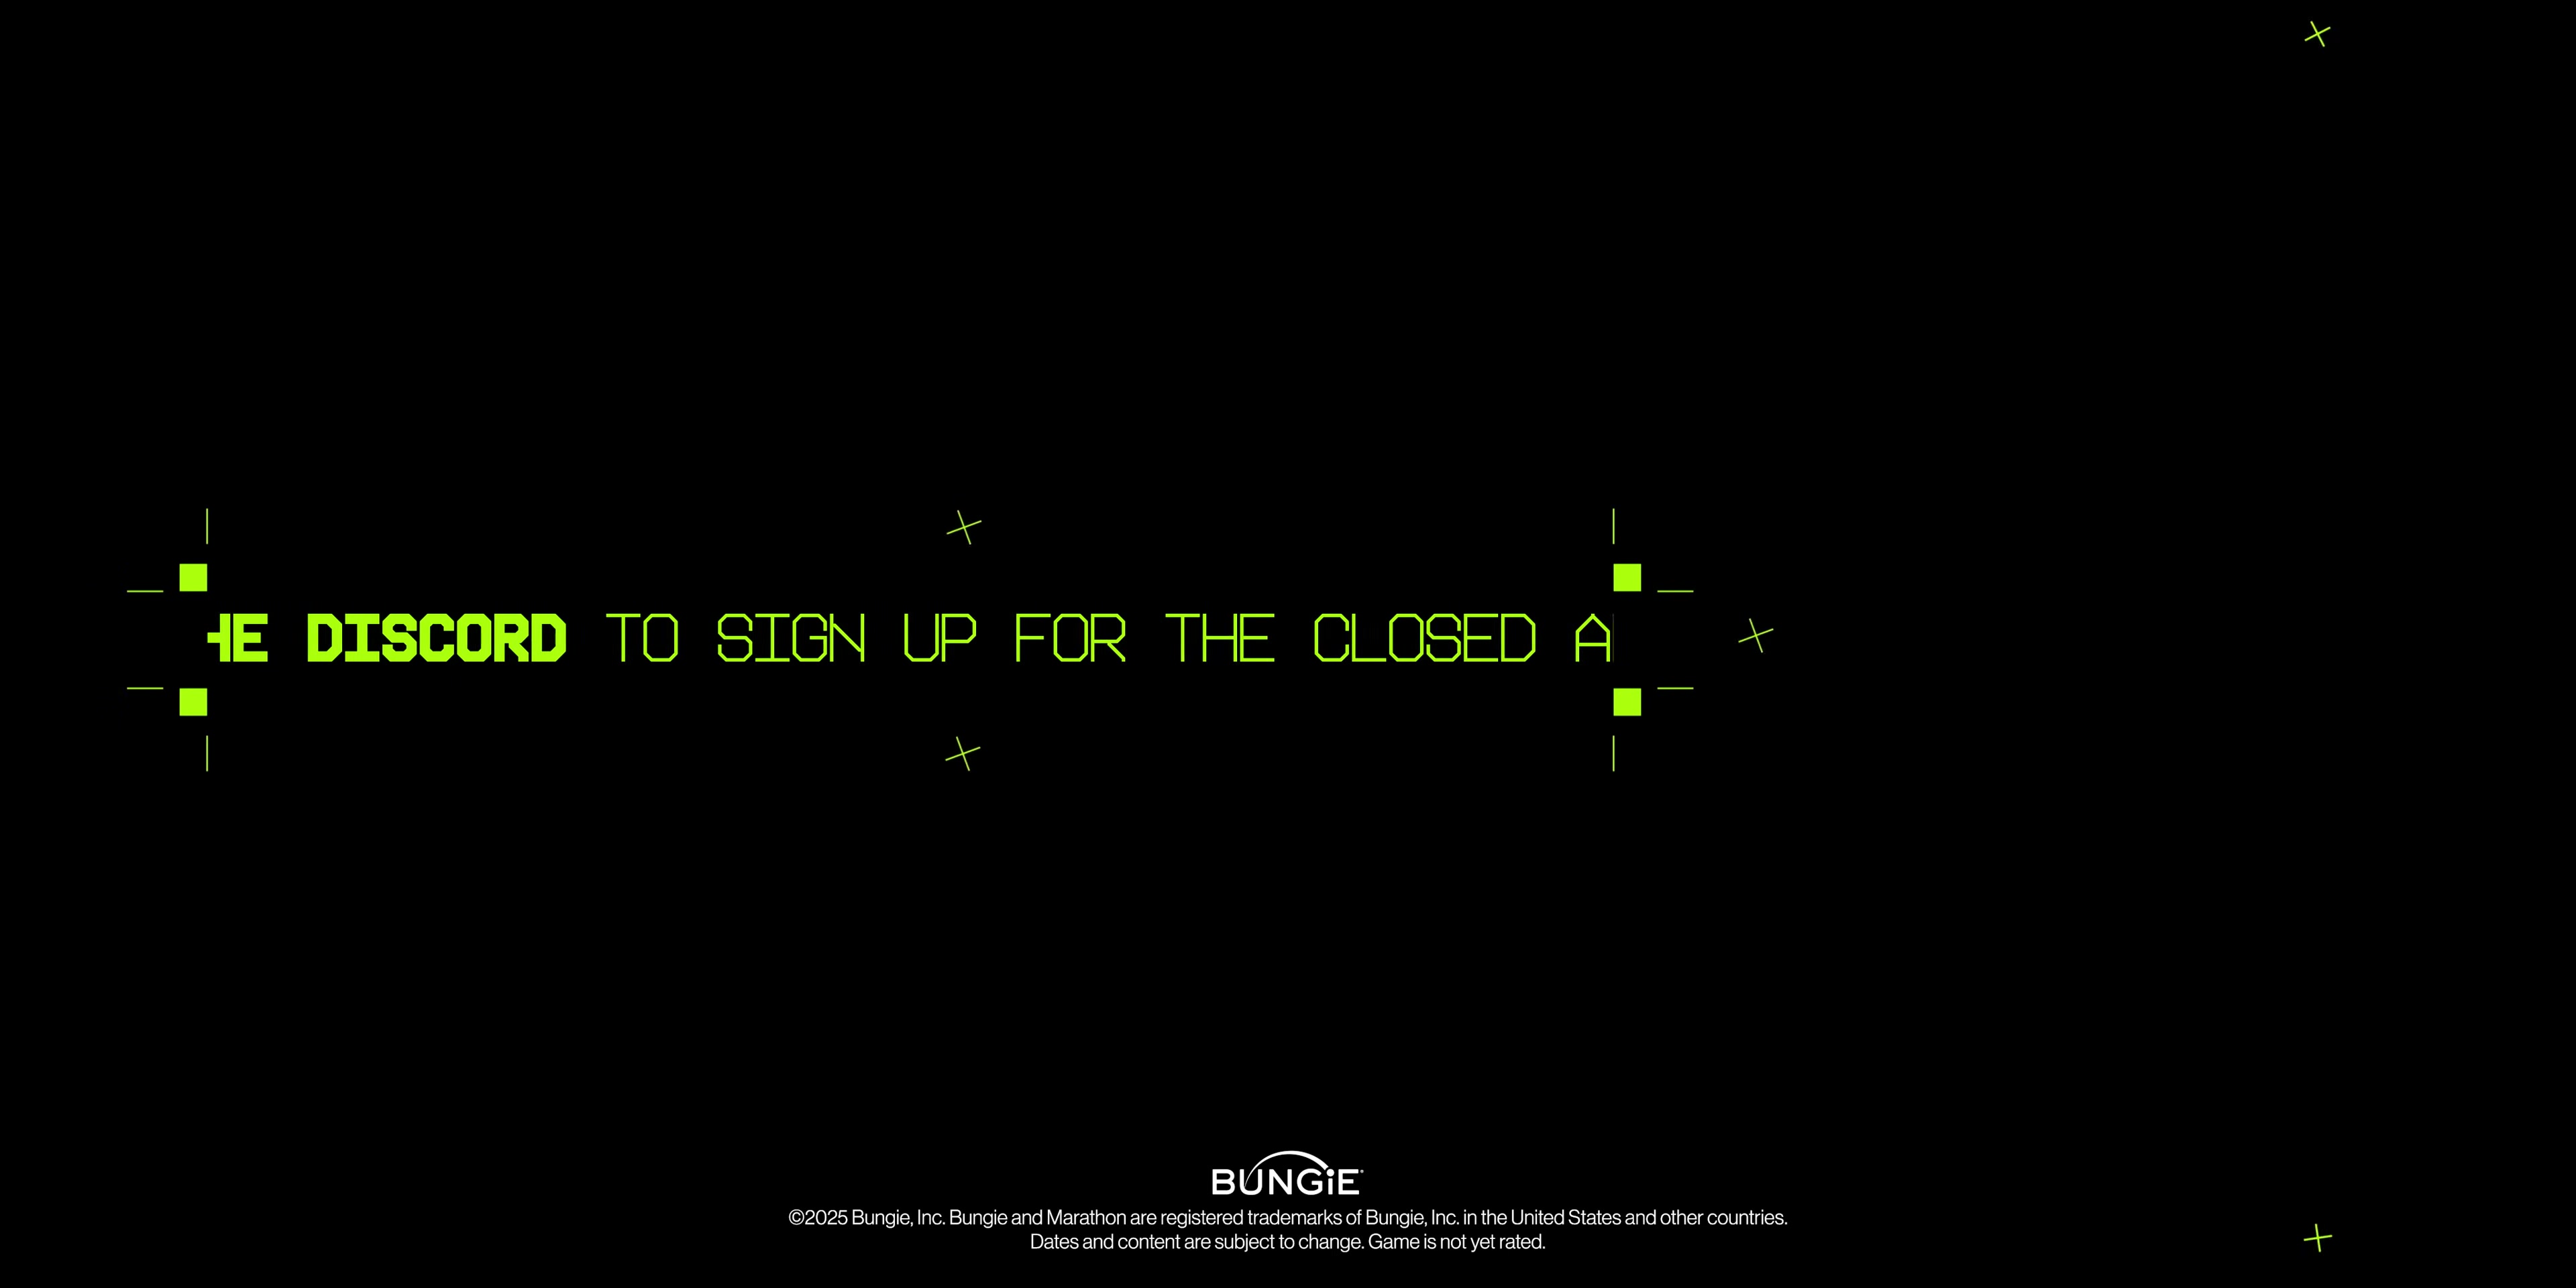 HE DISCORD TO SIGN UP FOR THE CLOSED A
BUNGiE
©2025 Bungie, Inc. Bungie and Marathon are registered trademarks of Bungie, Inc. in the United States and other countries.
Dates and content are subject to change. Game is not yet rated.